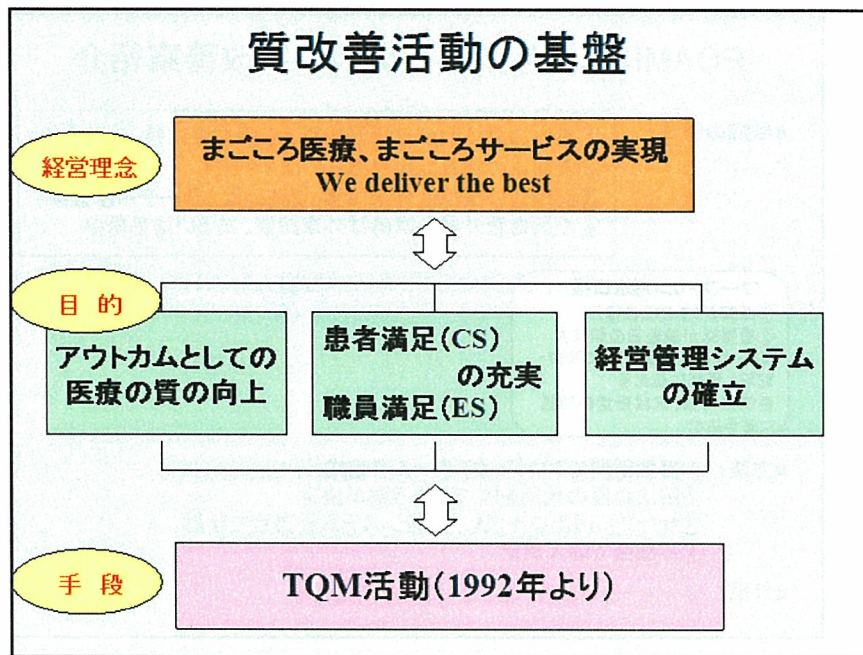 質改善活動の基盤
経営理念
まごころ医療、まごころサービスの実現
We deliver the best
目 的
アウトカムとしての
医療の質の向上
患者満足(CS)
の充実
職員満足(ES)
経営管理システム
の確立
手 段
TQM活動(1992年より)